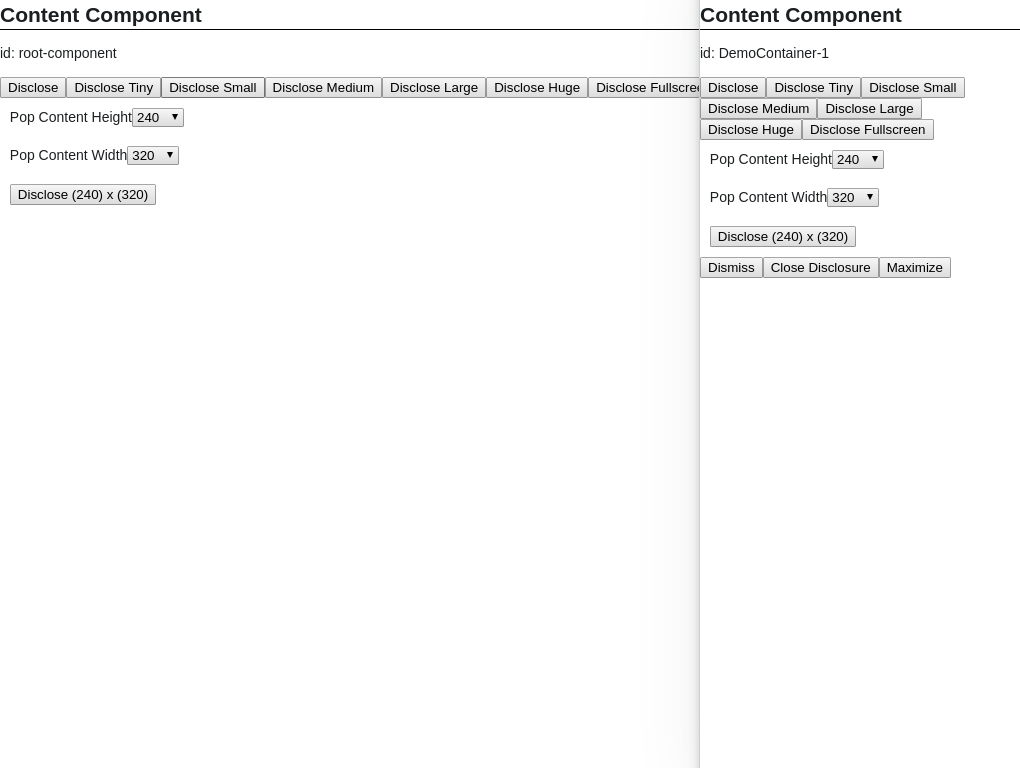 Content Component
id: root-component
Disclose Disclose Tiny Disclose Small Disclose Medium Disclose Large Disclose Huge Disclose
Pop Content Height 240
Pop Content Width 320
Disclose (240) x (320)
Content Component
id: DemoContainer-1
Disclose Disclose Tiny Disclose Small
Disclose Medium Disclose Large
Disclose Huge Disclose Fullscreen
Pop Content Height 240
Pop Content Width 320
Disclose (240) x (320)
Dismiss Close Disclosure Maximize